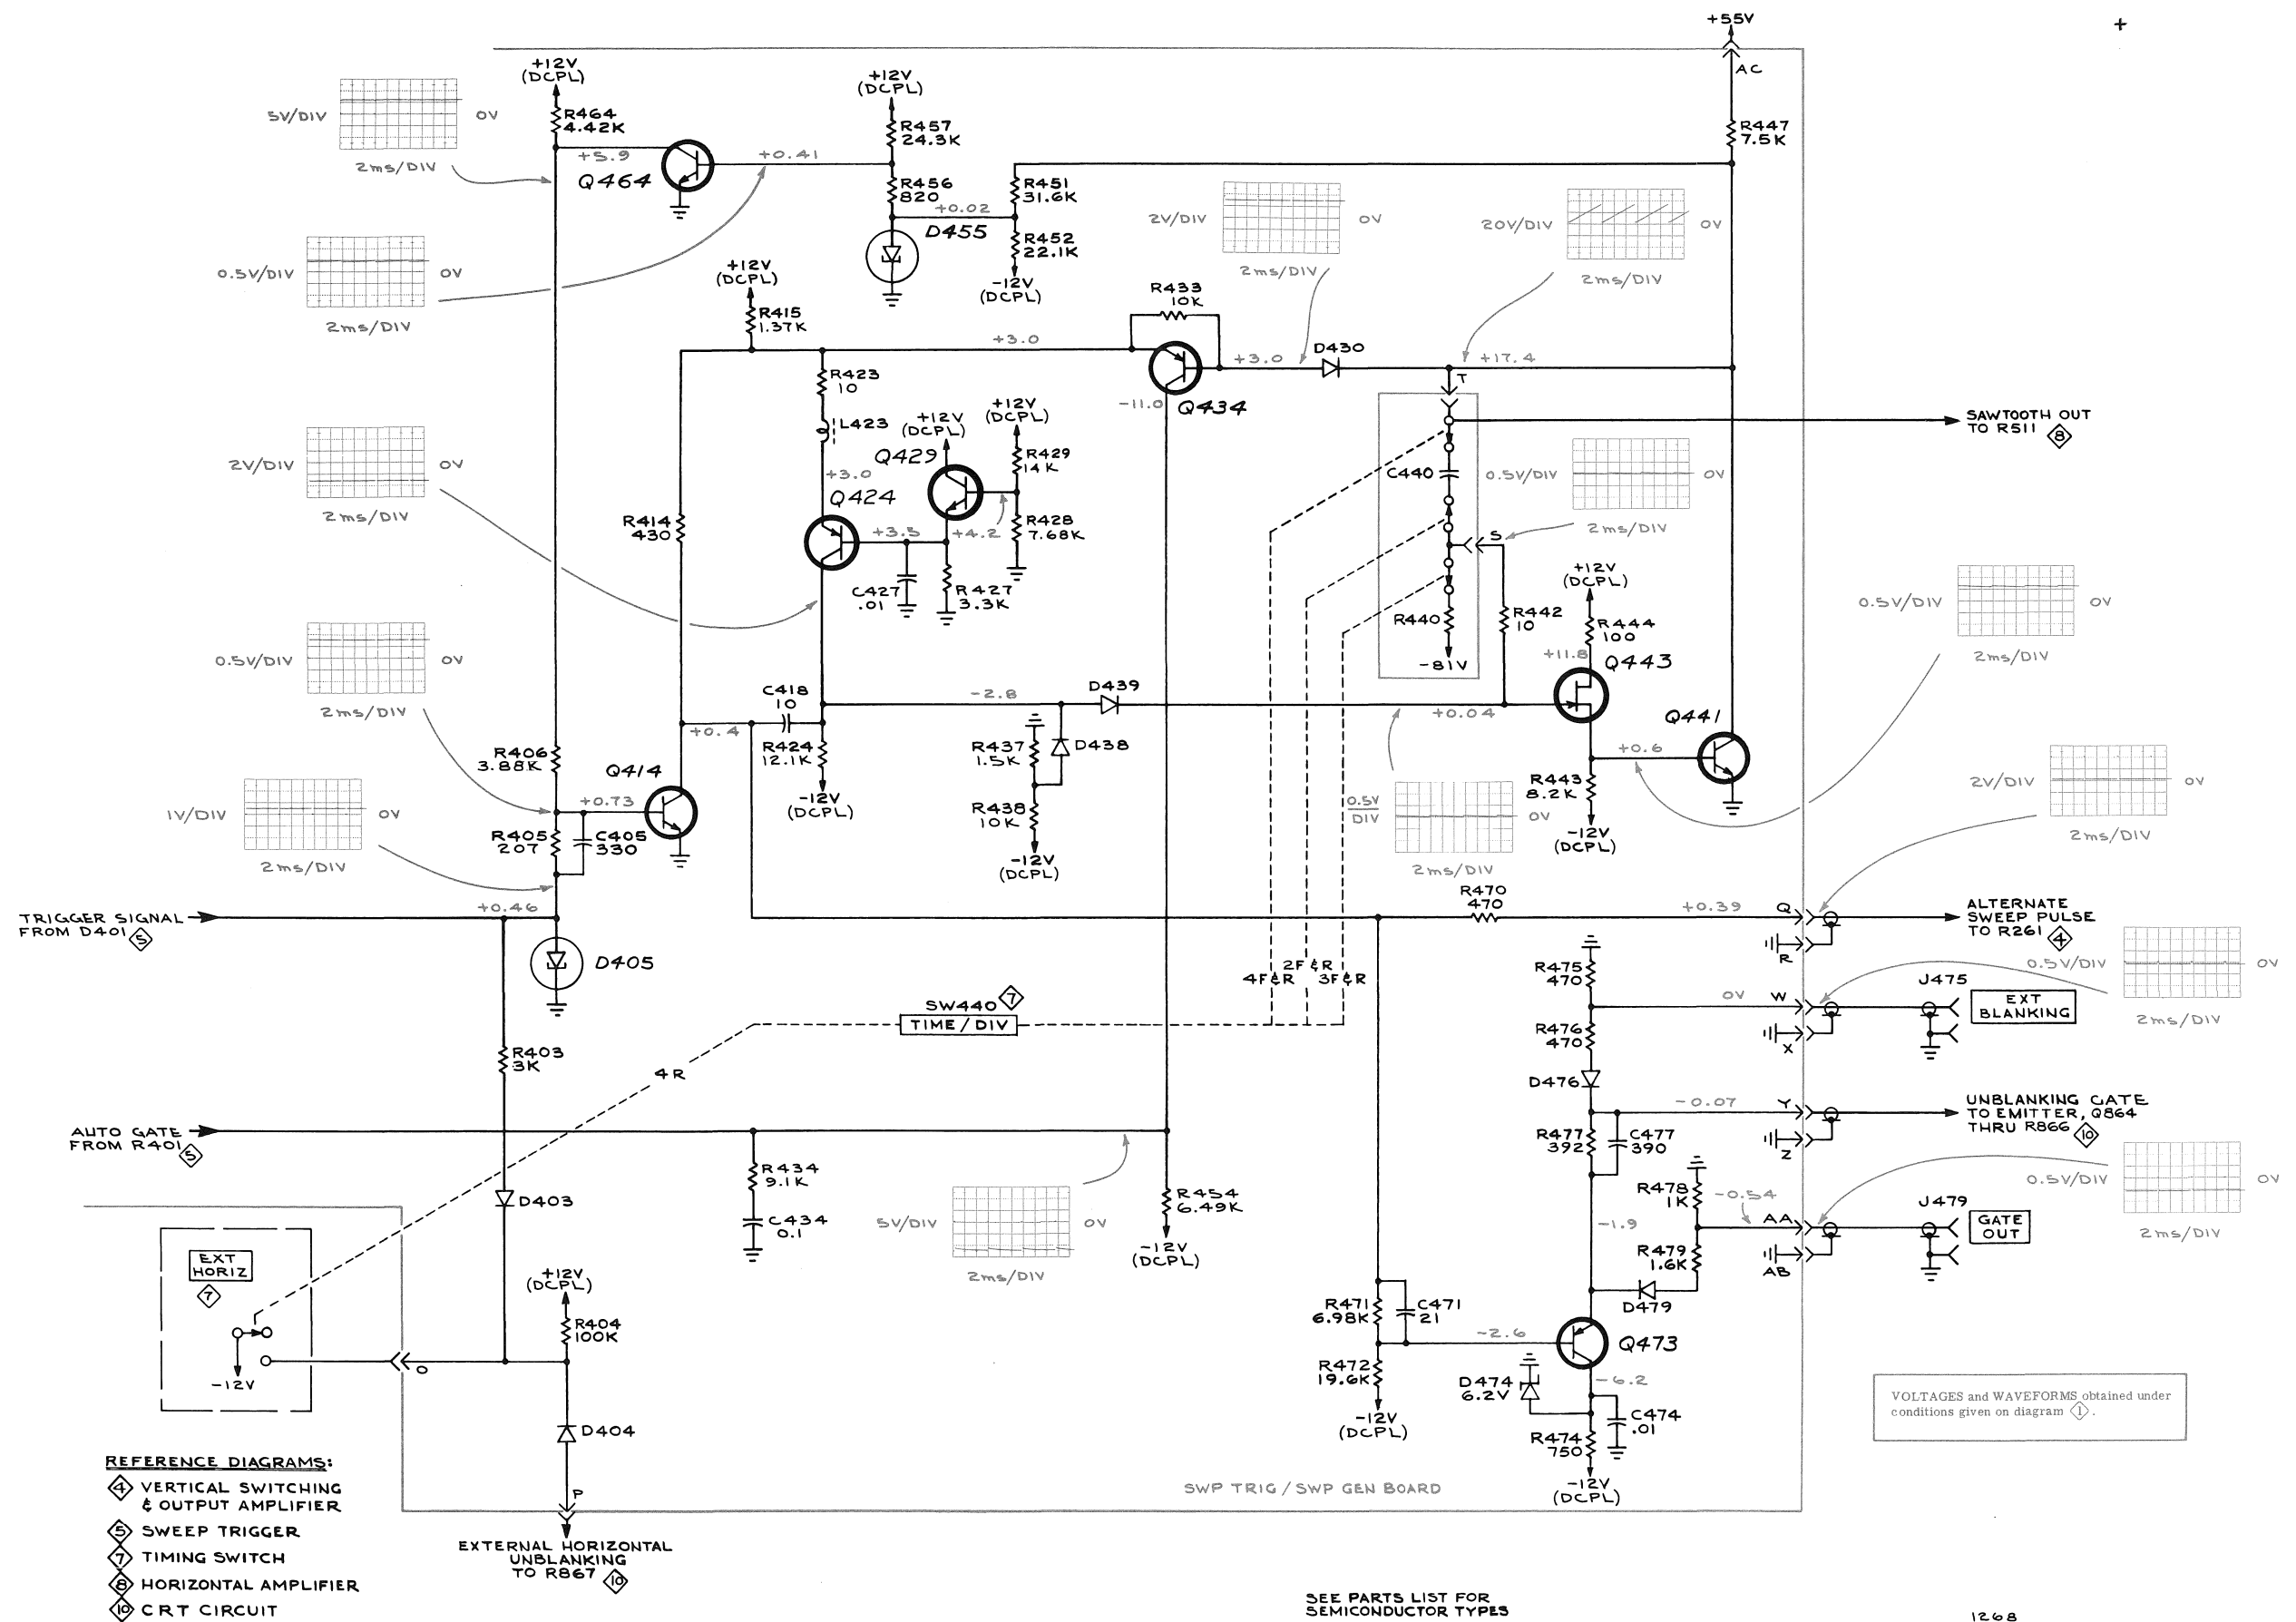 +55V
+
AC
+12V
(DCPL)
5V/DIV
0V
2ms/DIV
R464
4.42K
+5.9
Q464
+0.41
+12V
(DCPL)
R457
24.3K
R456
820
+0.02
D455
R451
31.6K
R452
22.1K
-12V
(DCPL)
R447
7.5K
2V/DIV
0V
2ms/DIV
20V/DIV
0V
2ms/DIV
0.5V/DIV
0V
2ms/DIV
+12V
(DCPL)
R415
1.37K
R433
10K
+3.0
+3.0
D430
+17.4
T
-11.0
Q434
R423
10
L423
+12V
(DCPL)
+12V
(DCPL)
Q429
R429
14K
+3.0
Q424
R414
430
+3.5
+4.2
R428
7.68K
C427
.01
R427
3.3K
2V/DIV
0V
2ms/DIV
SAWTOOTH OUT
TO R511 8
C440
0.5V/DIV
0V
2ms/DIV
S
R440
-81V
R442
10
+12V
(DCPL)
R444
100
+11.8
Q443
0.5V/DIV
0V
2ms/DIV
0.5V/DIV
0V
2ms/DIV
C418
10
-2.8
D439
+0.04
Q441
+0.4
R424
12.1K
-12V
(DCPL)
R437
1.5K
D438
R438
10K
-12V
(DCPL)
+0.6
R443
8.2K
-12V
(DCPL)
0.5V
DIV
0V
2ms/DIV
2V/DIV
0V
2ms/DIV
R406
3.88K
Q414
+0.73
R405
207
C405
330
1V/DIV
0V
2ms/DIV
TRIGGER SIGNAL
FROM D401 5
+0.46
D405
R470
470
+0.39
Q
R
ALTERNATE
SWEEP PULSE
TO R261 4
0.5V/DIV
0V
2ms/DIV
4F&R
2F&R
3F&R
R475
470
0V
W
X
J475
EXT
BLANKING
R476
470
SW440 7
TIME/DIV
4R
R403
3K
D476
-0.07
Y
Z
UNBLANKING GATE
TO EMITTER, Q864
THRU R866 10
AUTO GATE
FROM R401 5
R477
392
C477
390
R434
9.1K
C434
0.1
5V/DIV
0V
2ms/DIV
R454
6.49K
-12V
(DCPL)
R478
1K
-0.54
AA
AB
J479
GATE
OUT
0.5V/DIV
0V
2ms/DIV
-1.9
R479
1.6K
D479
D403
EXT
HORIZ
7
-12V
+12V
(DCPL)
R404
100K
O
D404
P
R471
6.98K
C471
21
-2.6
Q473
R472
19.6K
-12V
(DCPL)
D474
6.2V
-6.2
C474
.01
R474
750
-12V
(DCPL)
VOLTAGES and WAVEFORMS obtained under
conditions given on diagram 1.
SWP TRIG/SWP GEN BOARD
EXTERNAL HORIZONTAL
UNBLANKING
TO R867 10
REFERENCE DIAGRAMS:
4 VERTICAL SWITCHING
& OUTPUT AMPLIFIER
5 SWEEP TRIGGER
7 TIMING SWITCH
8 HORIZONTAL AMPLIFIER
10 CRT CIRCUIT
SEE PARTS LIST FOR
SEMICONDUCTOR TYPES
1268